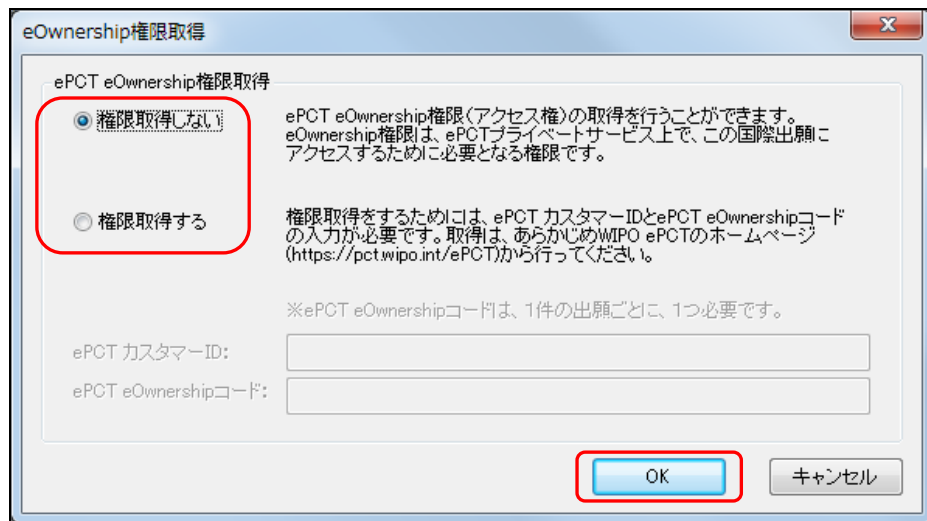 eOwnership権限取得
ePCT eOwnership権限取得
権限取得しない
ePCT eOwnership権限(アクセス権)の取得を行うことができます。
eOwnership権限は、ePCTプライベートサービス上で、この国際出願に
アクセスするために必要となる権限です。
権限取得する
権限取得をするためには、ePCT カスタマーIDとePCT eOwnershipコード
の入力が必要です。取得は、あらかじめWIPO ePCTのホームページ
(https://pct.wipo.int/ePCT)から行ってください。
※ePCT eOwnershipコードは、1件の出願ごとに、1つ必要です。
ePCT カスタマーID:
ePCT eOwnershipコード:
OK
キャンセル